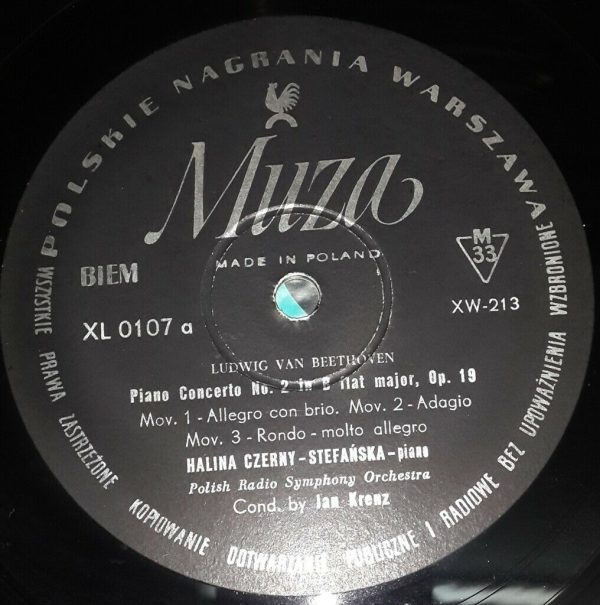 POLSKIE NAGRANIA WARSZAWA
Muza
MADE IN POLAND
BIEM
M
33
XL 0107 a
XW-213
LUDWIG VAN BEETHOVEN
Piano Concerto No. 2 in B flat major, Op. 19
Mov. 1 - Allegro con brio. Mov. 2 - Adagio
Mov. 3 - Rondo - molto allegro
HALINA CZERNY-STEFAŃSKA-piano
Polish Radio Symphony Orchestra
Cond. by Jan Krenz
WSZYSTKIE PRAWA ZASTRZEŻONE KOPIOWANIE ODTWARZANIE PUBLICZNE I RADIOWE BEZ UPOWAŻNIENIA WZBRONIONE